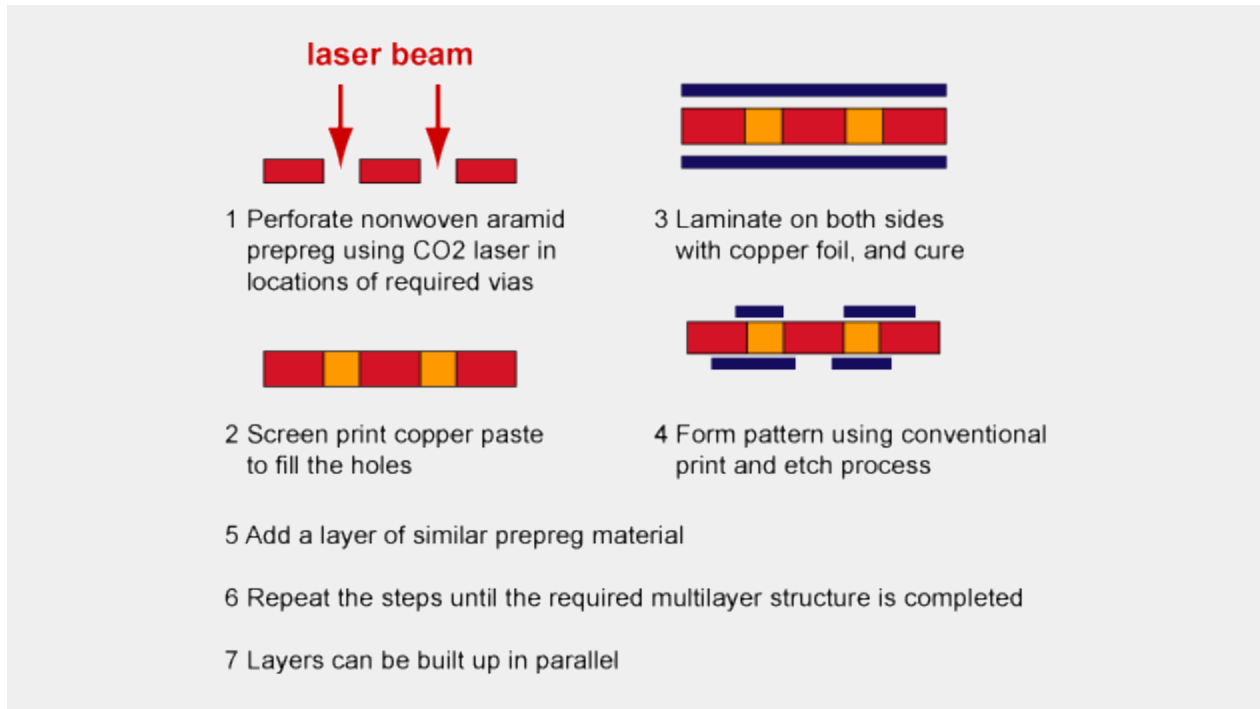 laser beam
1 Perforate nonwoven aramid
prepreg using CO2 laser in
locations of required vias
2 Screen print copper paste
to fill the holes
3 Laminate on both sides
with copper foil, and cure
4 Form pattern using conventional
print and etch process
5 Add a layer of similar prepreg material
6 Repeat the steps until the required multilayer structure is completed
7 Layers can be built up in parallel